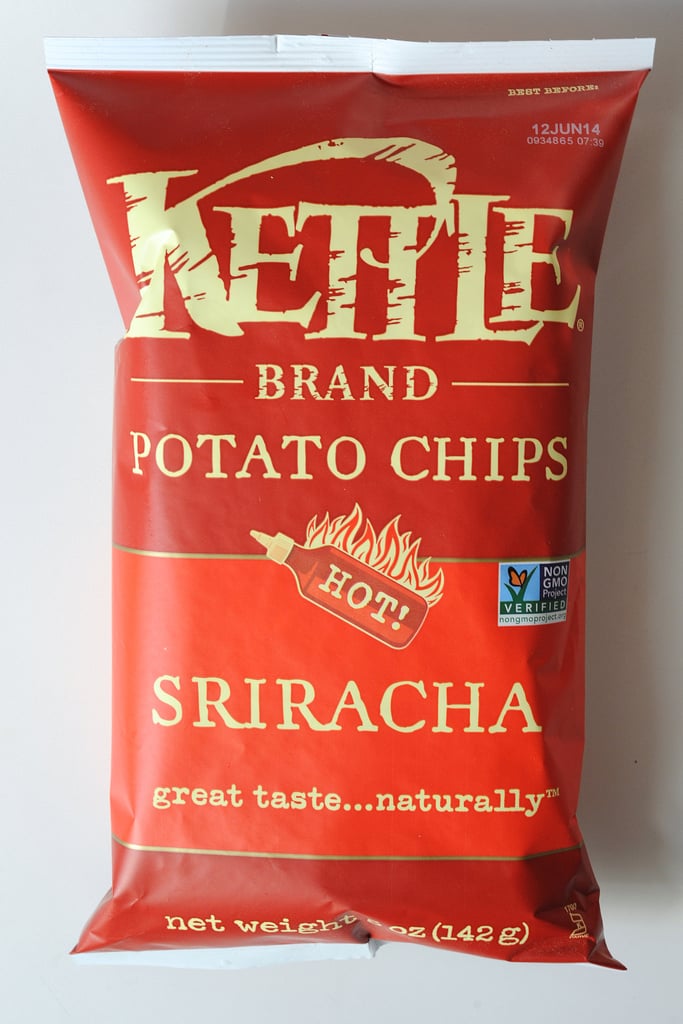 BEST BEFORE:
12JUN14
0934865 07:39
KETTLE®
BRAND
POTATO CHIPS
HOT!
NON
GMO
Project
VERIFIED
nongmoproject.org
SRIRACHA
great taste...naturally™
net weight oz (142 g)